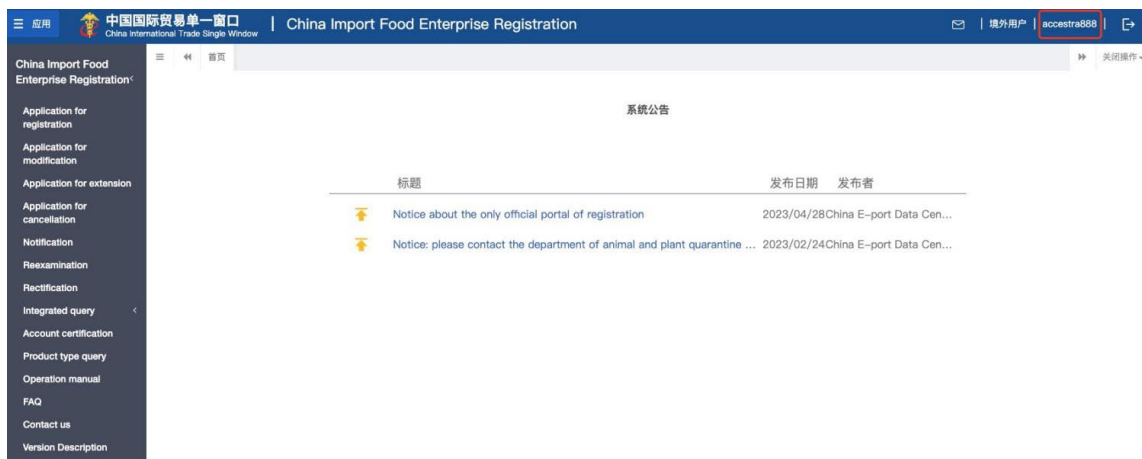 应用
中国国际贸易单一窗口
China International Trade Single Window
China Import Food Enterprise Registration
境外用户
accestra888
China Import Food
Enterprise Registration
首页
关闭操作
Application for
registration
Application for
modification
Application for extension
Application for
cancellation
Notification
Reexamination
Rectification
Integrated query
Account certification
Product type query
Operation manual
FAQ
Contact us
Version Description
系统公告
标题 发布日期 发布者
Notice about the only official portal of registration 2023/04/28China E-port Data Cen...
Notice: please contact the department of animal and plant quarantine ... 2023/02/24China E-port Data Cen...